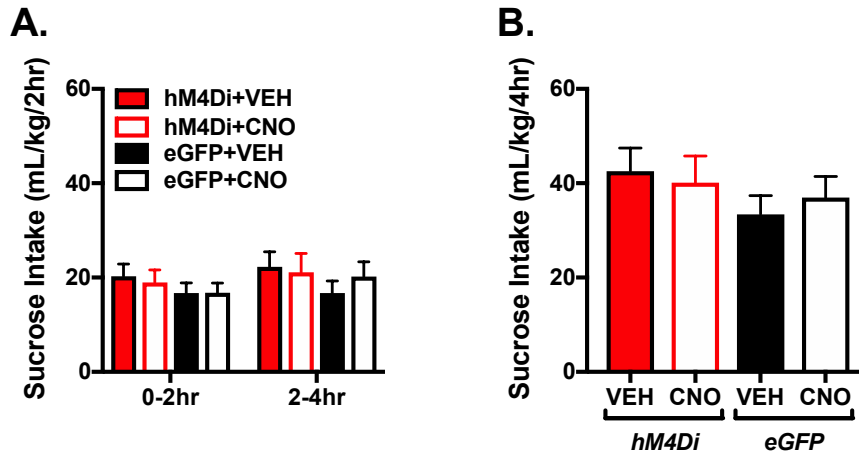 A.
Sucrose Intake (mL/kg/2hr)
60
40
20
0
hM4Di+VEH
hM4Di+CNO
eGFP+VEH
eGFP+CNO
0-2hr
2-4hr
B.
Sucrose Intake (mL/kg/4hr)
60
40
20
0
VEH CNO VEH CNO
hM4Di eGFP